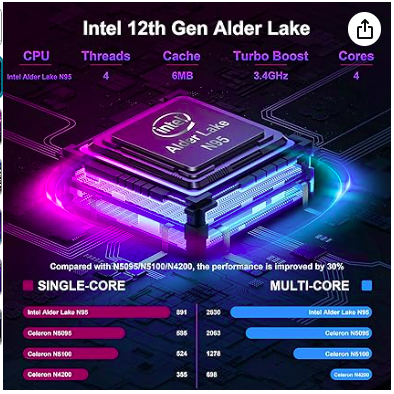 Intel 12th Gen Alder Lake
CPU Threads Cache Turbo Boost Cores
Intel Alder Lake N95 4 6MB 3.4GHz 4
intel
Alder Lake
N95
Compared with N5095/N5100/N4200, the performance is improved by 30%
SINGLE-CORE MULTI-CORE
Intel Alder Lake N95 891 2630 Intel Alder Lake N95
Celeron N5095 585 2063 Celeron N5095
Celeron N5100 524 1278 Celeron N5100
Celeron N4200 355 698 Celeron N4200